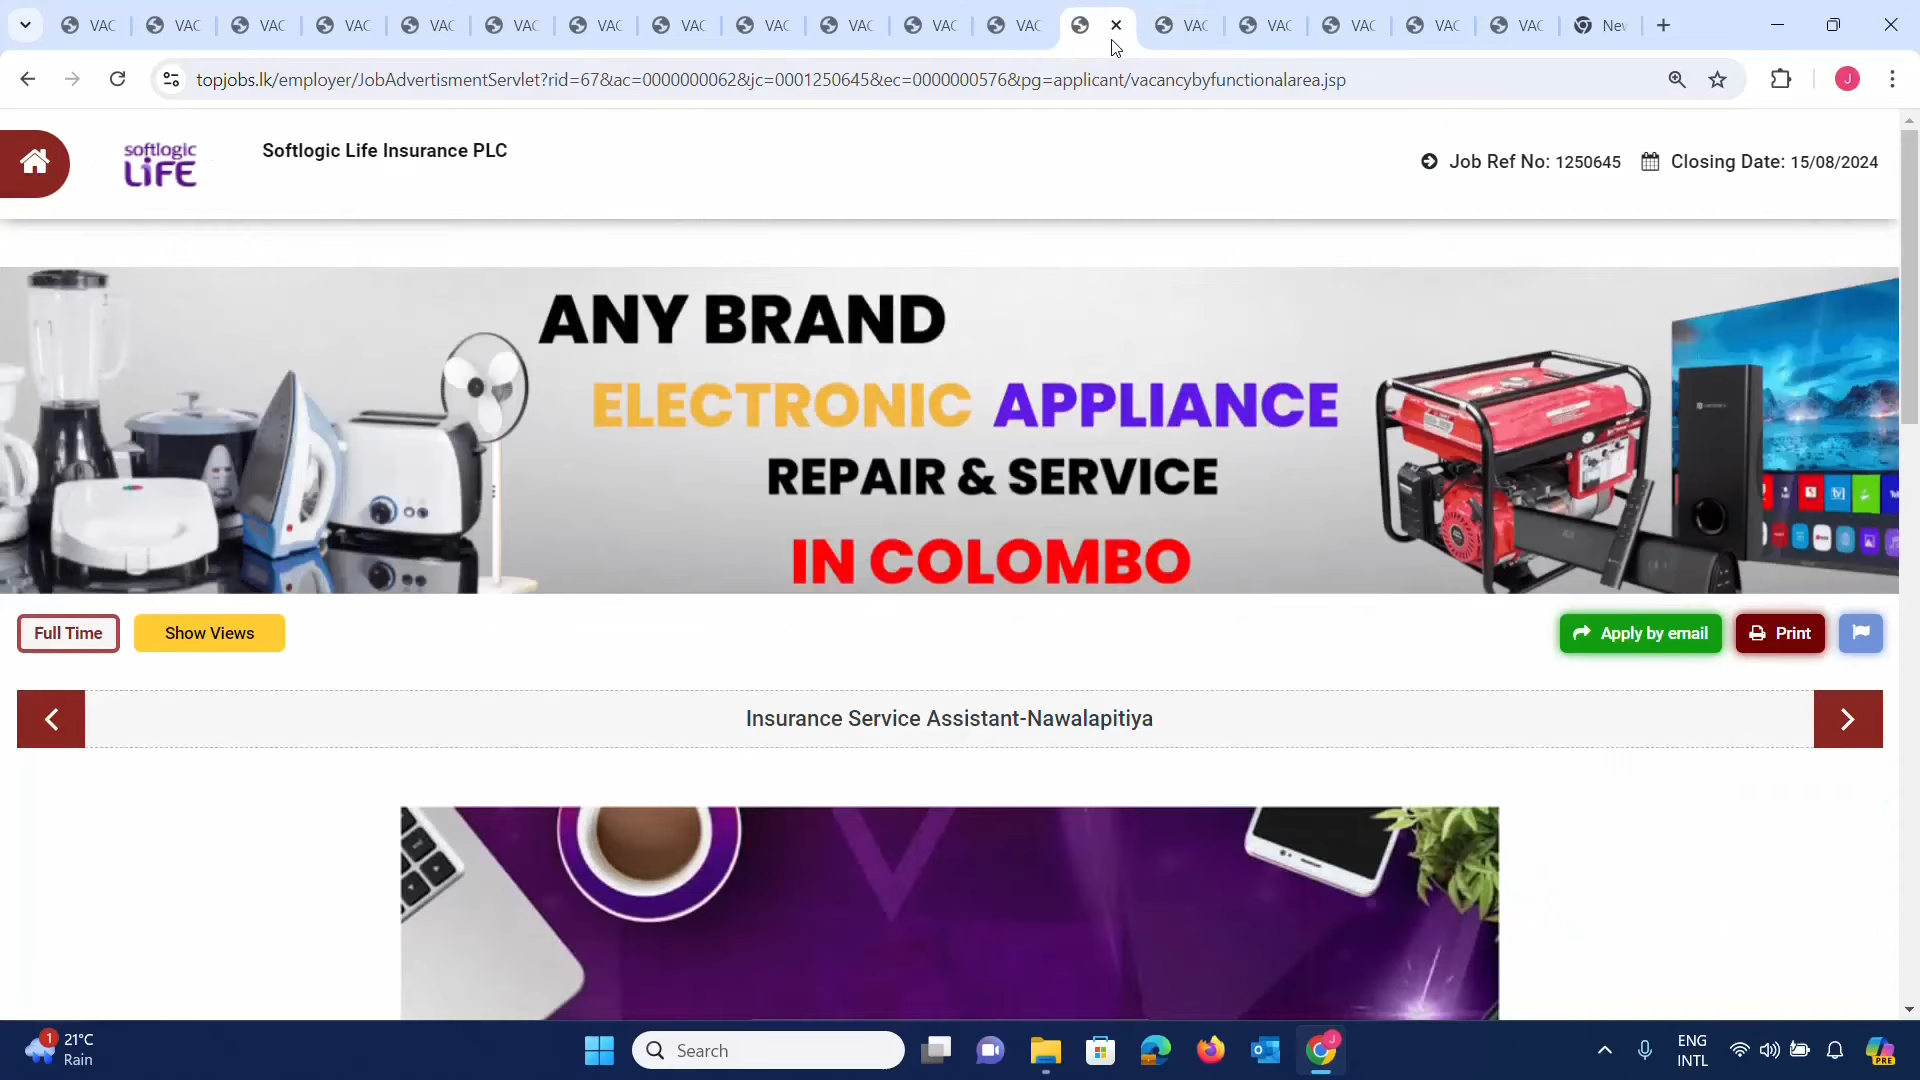 VAC VAC VAC VAC VAC VAC VAC VAC VAC VAC VAC VAC VAC VAC VAC VAC VAC Nev
topjobs.lk/employer/JobAdvertismentServlet?rid=67&ac=0000000062&jc=0001250645&ec=0000000576&pg=applicant/vacancybyfunctionalarea.jsp
J
softlogic
LIFE
Softlogic Life Insurance PLC
Job Ref No: 1250645 Closing Date: 15/08/2024
ANY BRAND
ELECTRONIC APPLIANCE
REPAIR & SERVICE
IN COLOMBO
Full Time Show Views Apply by email Print
Insurance Service Assistant-Nawalapitiya
1 21°C
Rain
Search
J
ENG
INTL
PRE